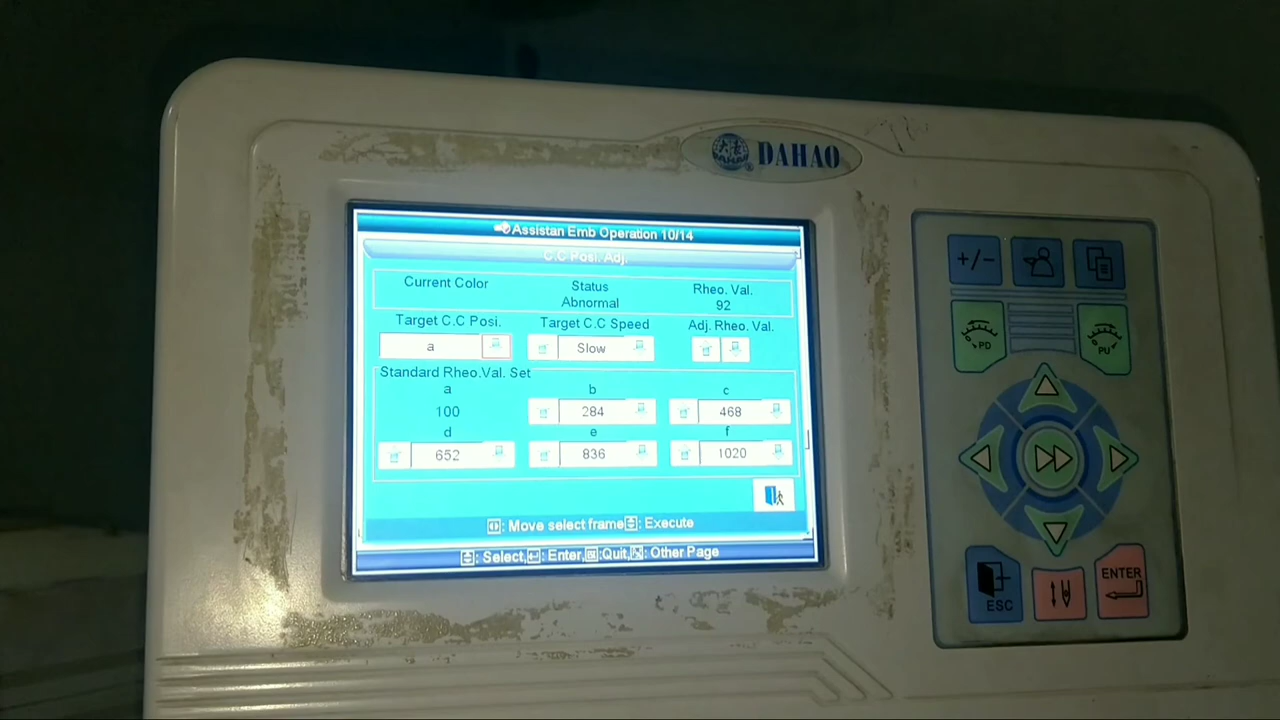 DAHAO
Assistan Emb Operation 10/14
C.C Posi. Adj.
Current Color Status Rheo. Val.
Abnormal 92
Target C.C Posi. Target C.C Speed Adj. Rheo. Val.
a Slow
Standard Rheo.Val. Set
a b c
100 284 468
d e f
652 836 1020
: Move select frame : Execute
: Select, : Enter, :Quit, : Other Page
+/-
PD PU
ESC ENTER